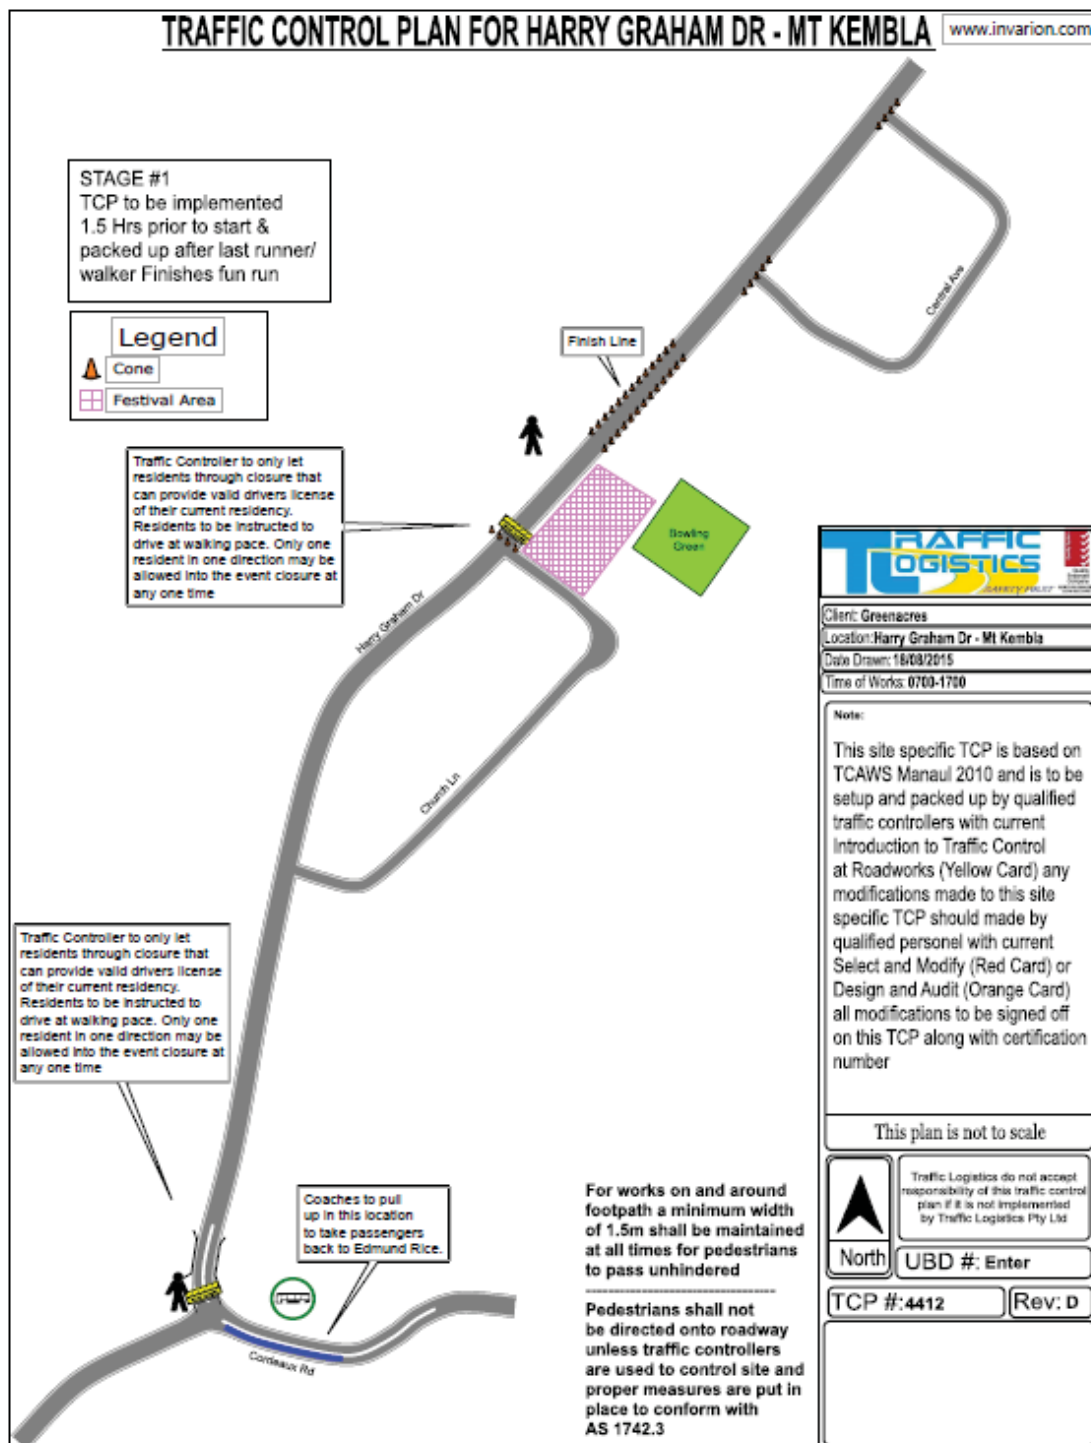 TRAFFIC CONTROL PLAN FOR HARRY GRAHAM DR - MT KEMBLA
www.invarion.com
STAGE #1
TCP to be implemented
1.5 Hrs prior to start &
packed up after last runner/
walker Finishes fun run
Legend
Cone
Festival Area
Finish Line
Central Ave
Traffic Controller to only let
residents through closure that
can provide valid drivers license
of their current residency.
Residents to be instructed to
drive at walking pace. Only one
resident in one direction may be
allowed into the event closure at
any one time
Bowling
Green
Harry Graham Dr
Church Ln
Traffic Controller to only let
residents through closure that
can provide valid drivers license
of their current residency.
Residents to be instructed to
drive at walking pace. Only one
resident in one direction may be
allowed into the event closure at
any one time
Coaches to pull
up in this location
to take passengers
back to Edmund Rice.
Cordeaux Rd
For works on and around
footpath a minimum width
of 1.5m shall be maintained
at all times for pedestrians
to pass unhindered
Pedestrians shall not
be directed onto roadway
unless traffic controllers
are used to control site and
proper measures are put in
place to conform with
AS 1742.3
TRAFFIC
LOGISTICS
SAFETY FIRST
Client: Greenacres
Location:Harry Graham Dr - Mt Kembla
Date Drawn: 18/08/2015
Time of Works: 0700-1700
Note:
This site specific TCP is based on
TCAWS Manaul 2010 and is to be
setup and packed up by qualified
traffic controllers with current
Introduction to Traffic Control
at Roadworks (Yellow Card) any
modifications made to this site
specific TCP should made by
qualified personel with current
Select and Modify (Red Card) or
Design and Audit (Orange Card)
all modifications to be signed off
on this TCP along with certification
number
This plan is not to scale
North
Traffic Logistics do not accept
responsibility of this traffic control
plan if it is not implemented
by Traffic Logistics Pty Ltd
UBD #: Enter
TCP #:4412
Rev: D